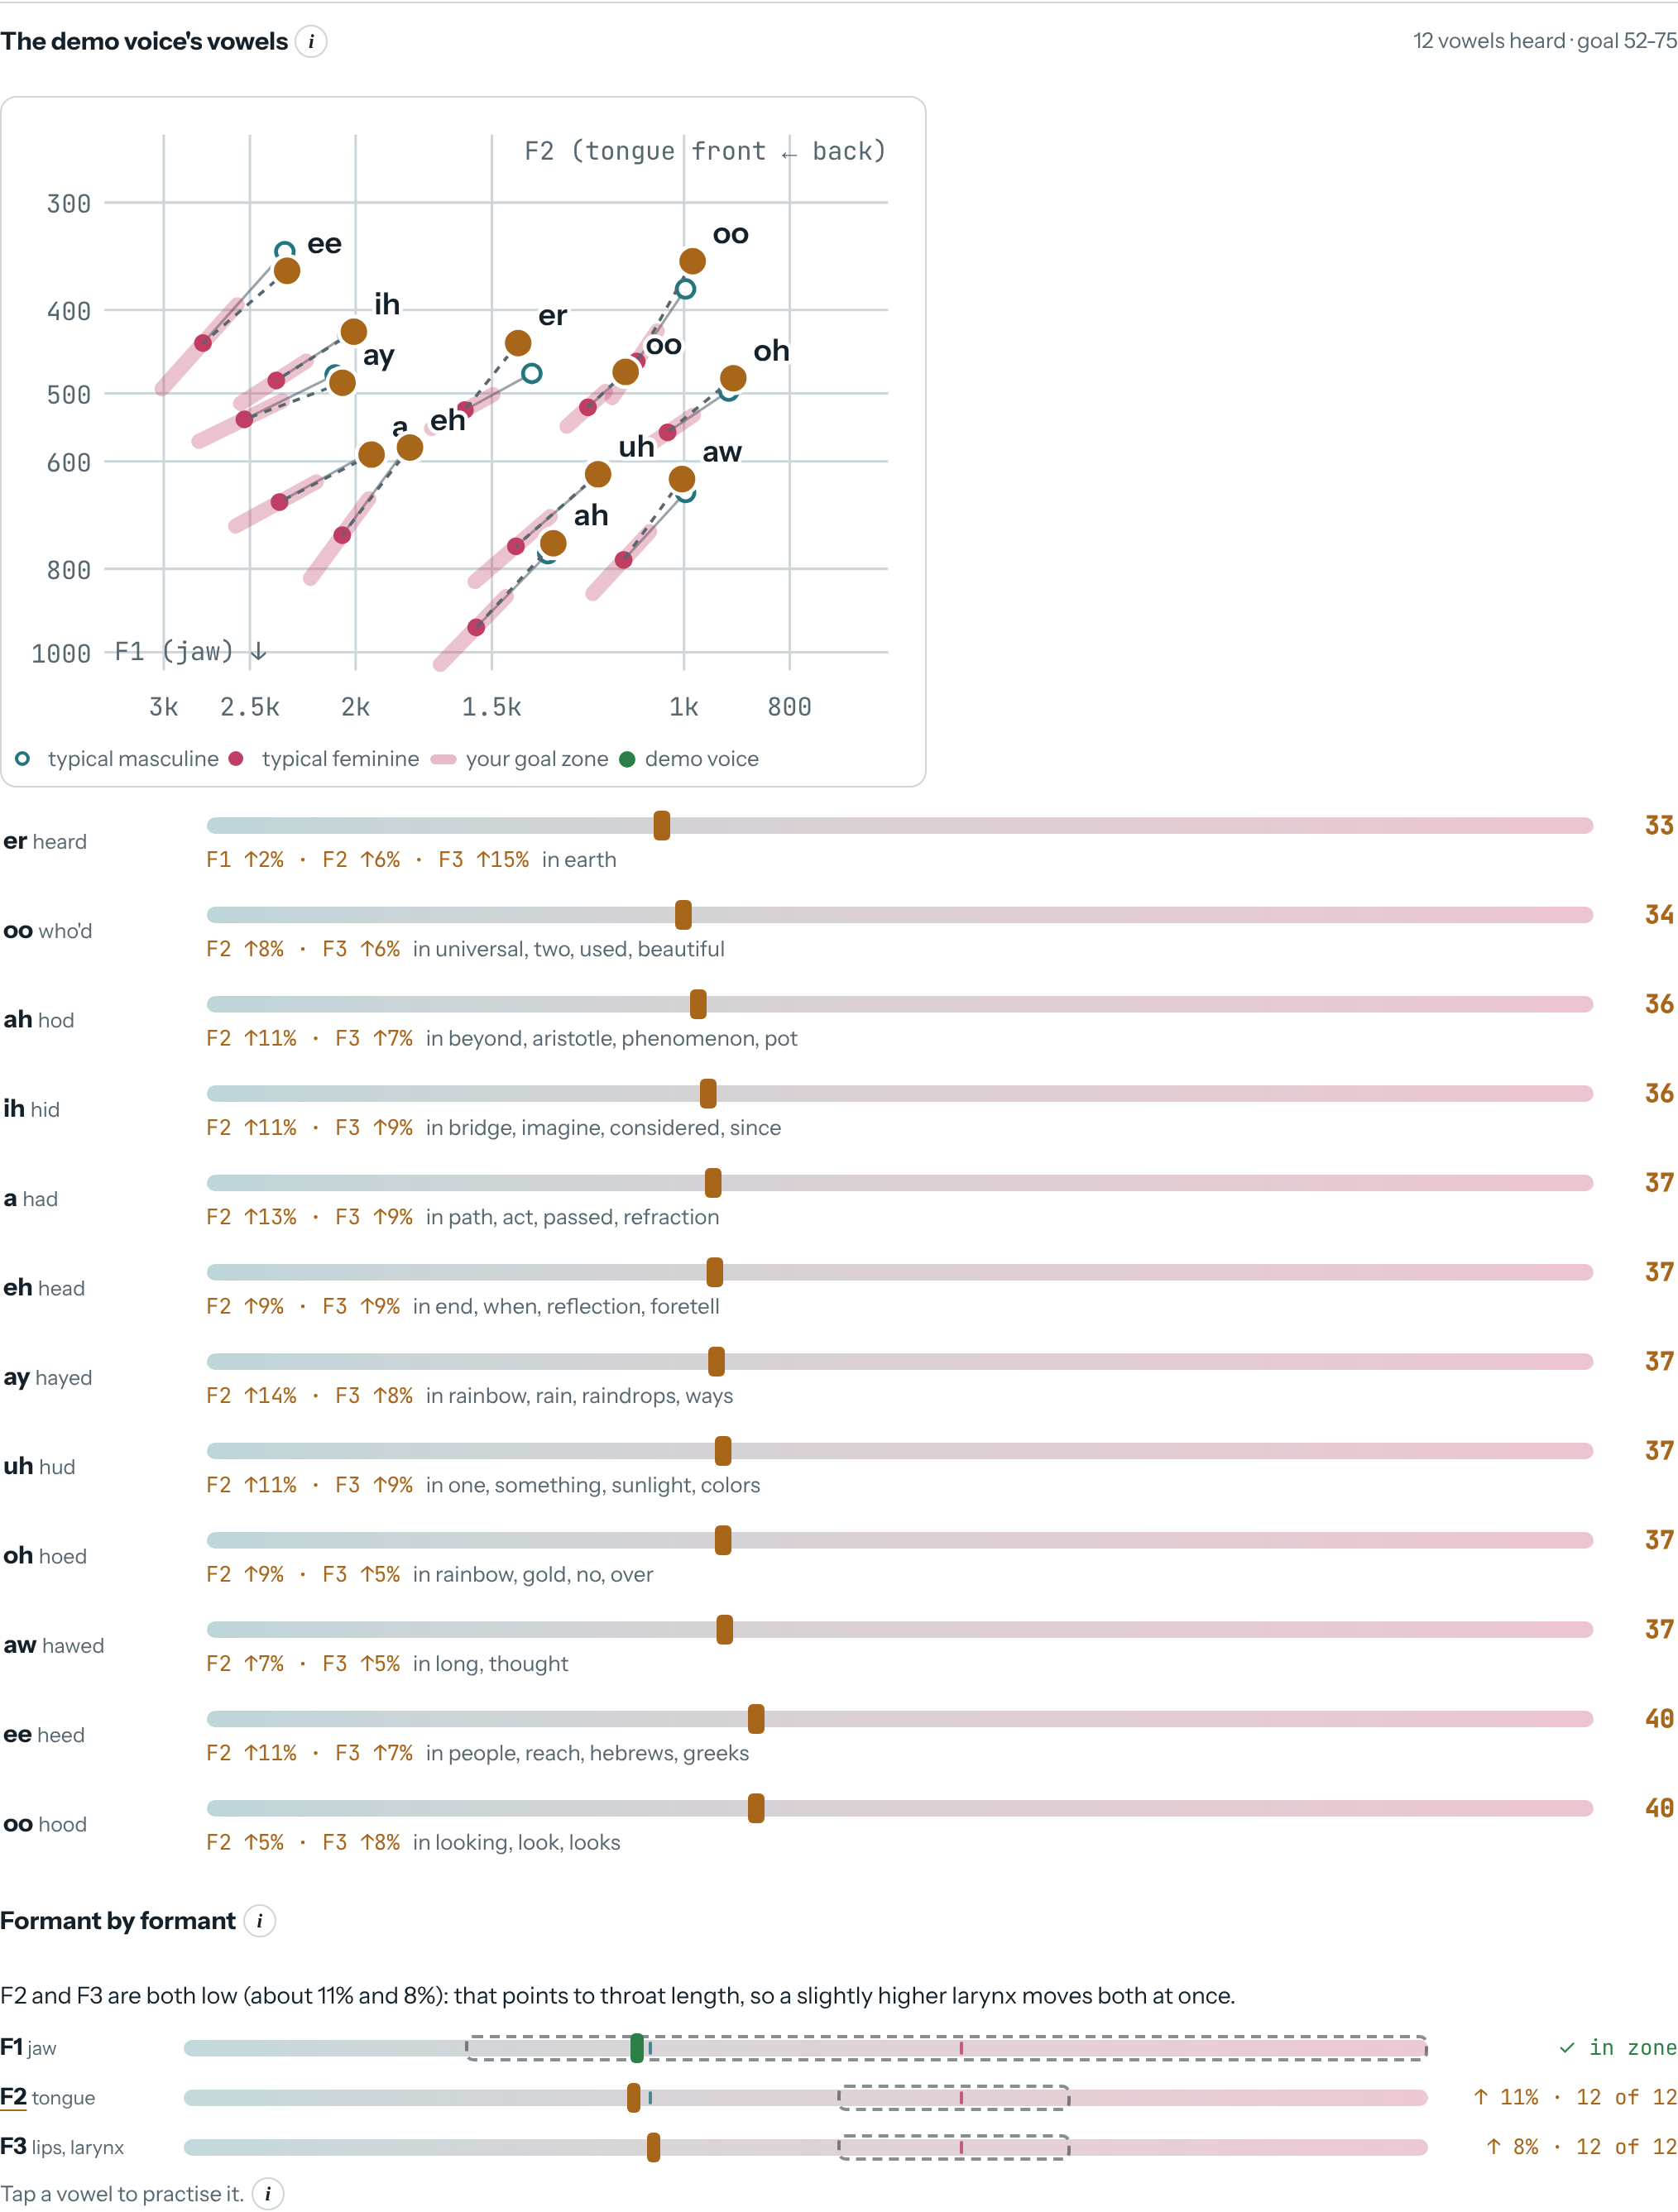 The demo voice's vowels i
12 vowels heard · goal 52-75
F2 (tongue front ← back)
300
ee
oo
400
ih
er
ay
oo
oh
500
a
eh
600
uh
aw
ah
800
1000
F1 (jaw) ↓
3k 2.5k 2k 1.5k 1k 800
typical masculine typical feminine your goal zone demo voice
er heard 33
F1 ↑2% · F2 ↑6% · F3 ↑15% in earth
oo who'd 34
F2 ↑8% · F3 ↑6% in universal, two, used, beautiful
ah hod 36
F2 ↑11% · F3 ↑7% in beyond, aristotle, phenomenon, pot
ih hid 36
F2 ↑11% · F3 ↑9% in bridge, imagine, considered, since
a had 37
F2 ↑13% · F3 ↑9% in path, act, passed, refraction
eh head 37
F2 ↑9% · F3 ↑9% in end, when, reflection, foretell
ay hayed 37
F2 ↑14% · F3 ↑8% in rainbow, rain, raindrops, ways
uh hud 37
F2 ↑11% · F3 ↑9% in one, something, sunlight, colors
oh hoed 37
F2 ↑9% · F3 ↑5% in rainbow, gold, no, over
aw hawed 37
F2 ↑7% · F3 ↑5% in long, thought
ee heed 40
F2 ↑11% · F3 ↑7% in people, reach, hebrews, greeks
oo hood 40
F2 ↑5% · F3 ↑8% in looking, look, looks
Formant by formant i
F2 and F3 are both low (about 11% and 8%): that points to throat length, so a slightly higher larynx moves both at once.
F1 jaw ✓ in zone
F2 tongue ↑ 11% · 12 of 12
F3 lips, larynx ↑ 8% · 12 of 12
Tap a vowel to practise it. i